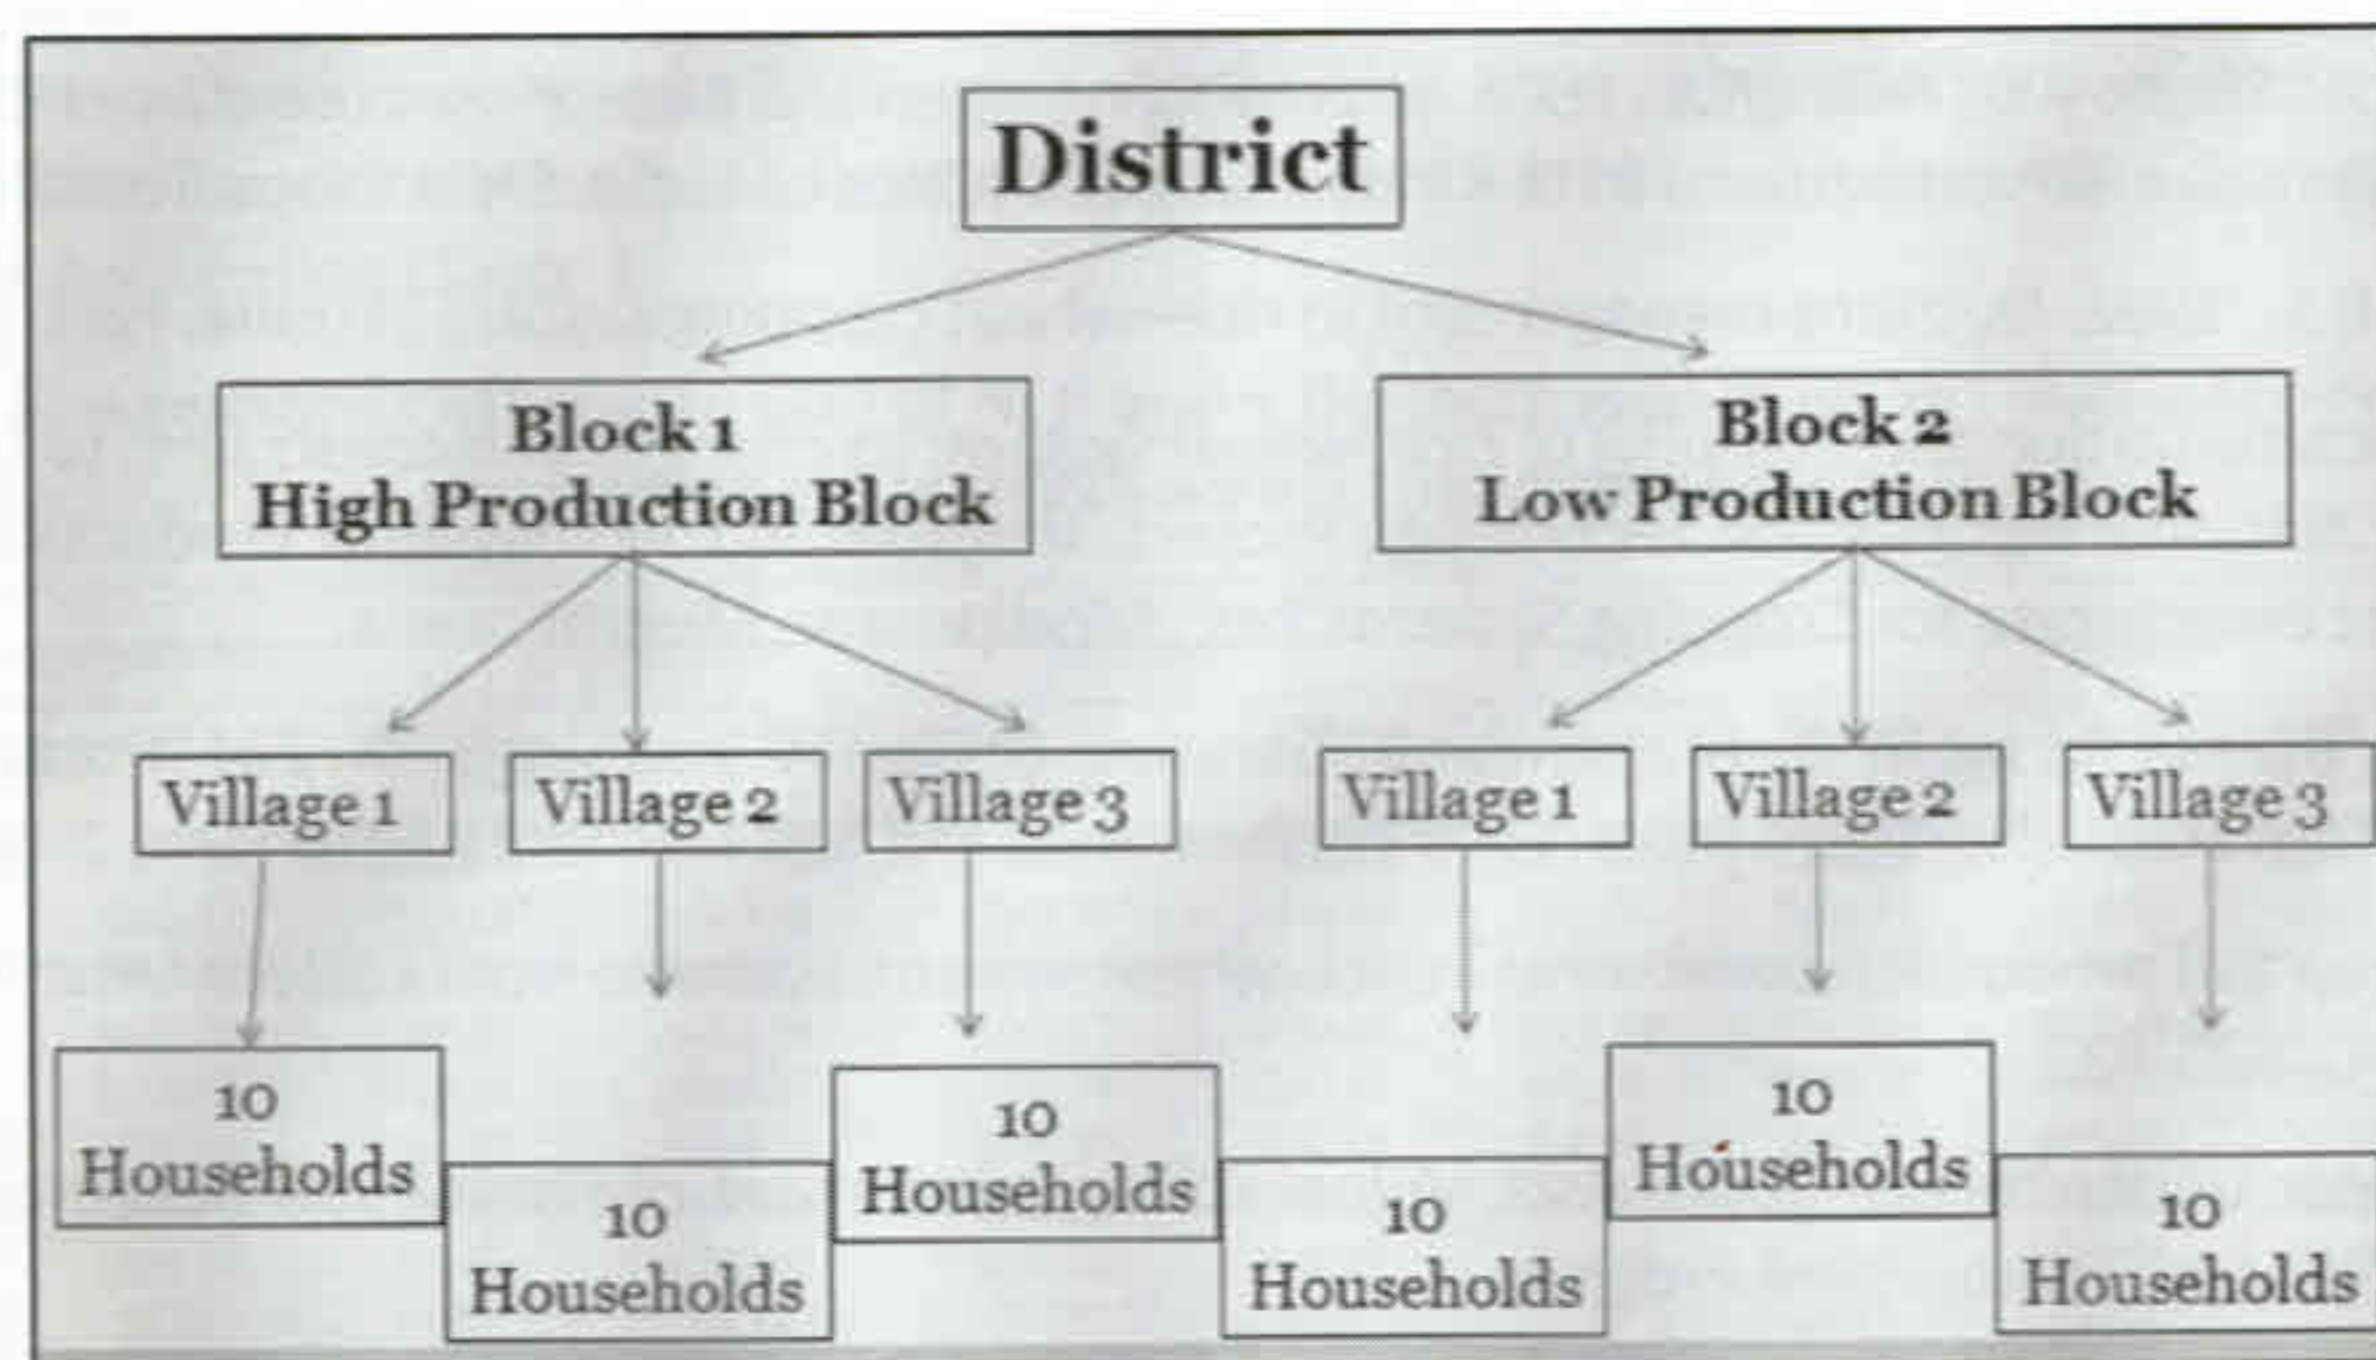 District
Block 1
High Production Block
Block 2
Low Production Block
Village 1
Village 2
Village 3
Village 1
Village 2
Village 3
10
Households
10
Households
10
Households
10
Households
10
Households
10
Households